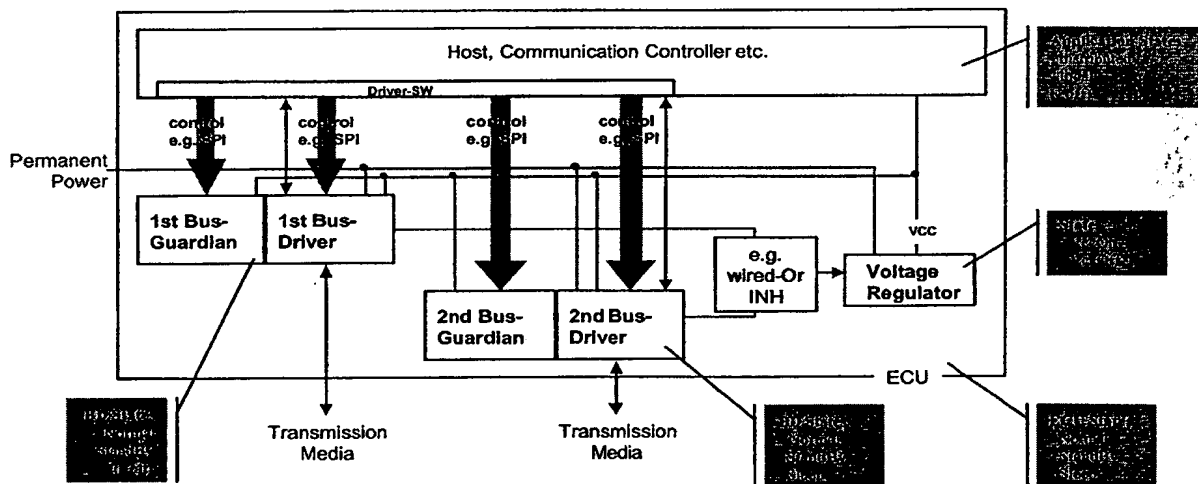 Host, Communication Controller etc.
Driver-SW
control
e.g. SPI
control
e.g. SPI
control
e.g. SPI
control
e.g. SPI
Permanent
Power
1st Bus-
Guardian
1st Bus-
Driver
vcc
e.g.
wired-Or
INH
Voltage
Regulator
2nd Bus-
Guardian
2nd Bus-
Driver
ECU
Normal
Standby
Transmission
Media
Transmission
Media